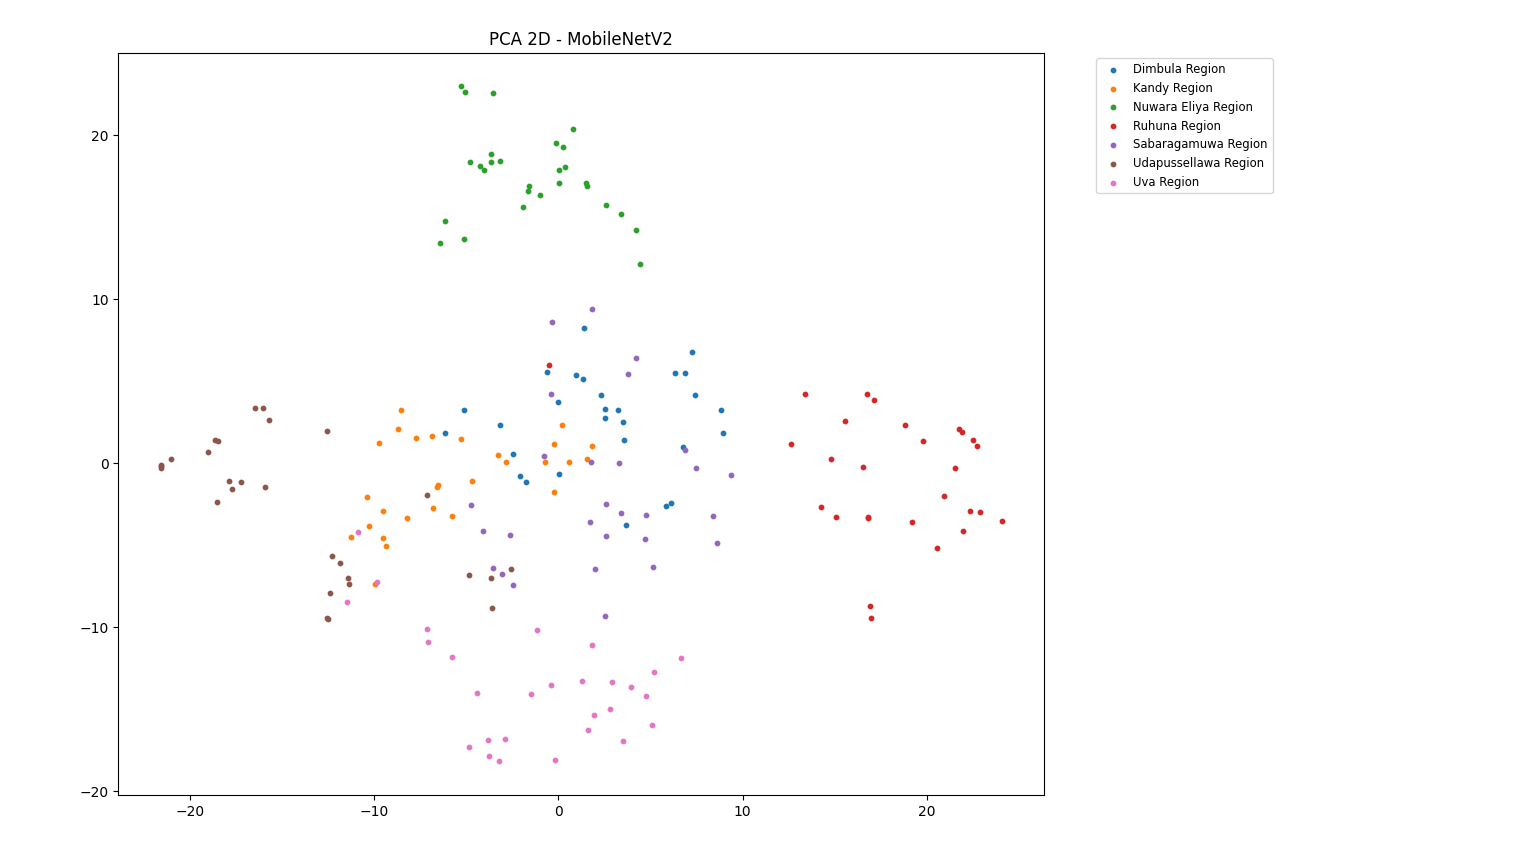 PCA 2D - MobileNetV2
Dimbula Region
Kandy Region
Nuwara Eliya Region
Ruhuna Region
Sabaragamuwa Region
Udapussellawa Region
Uva Region
20
10
0
−10
−20
−20 −10 0 10 20